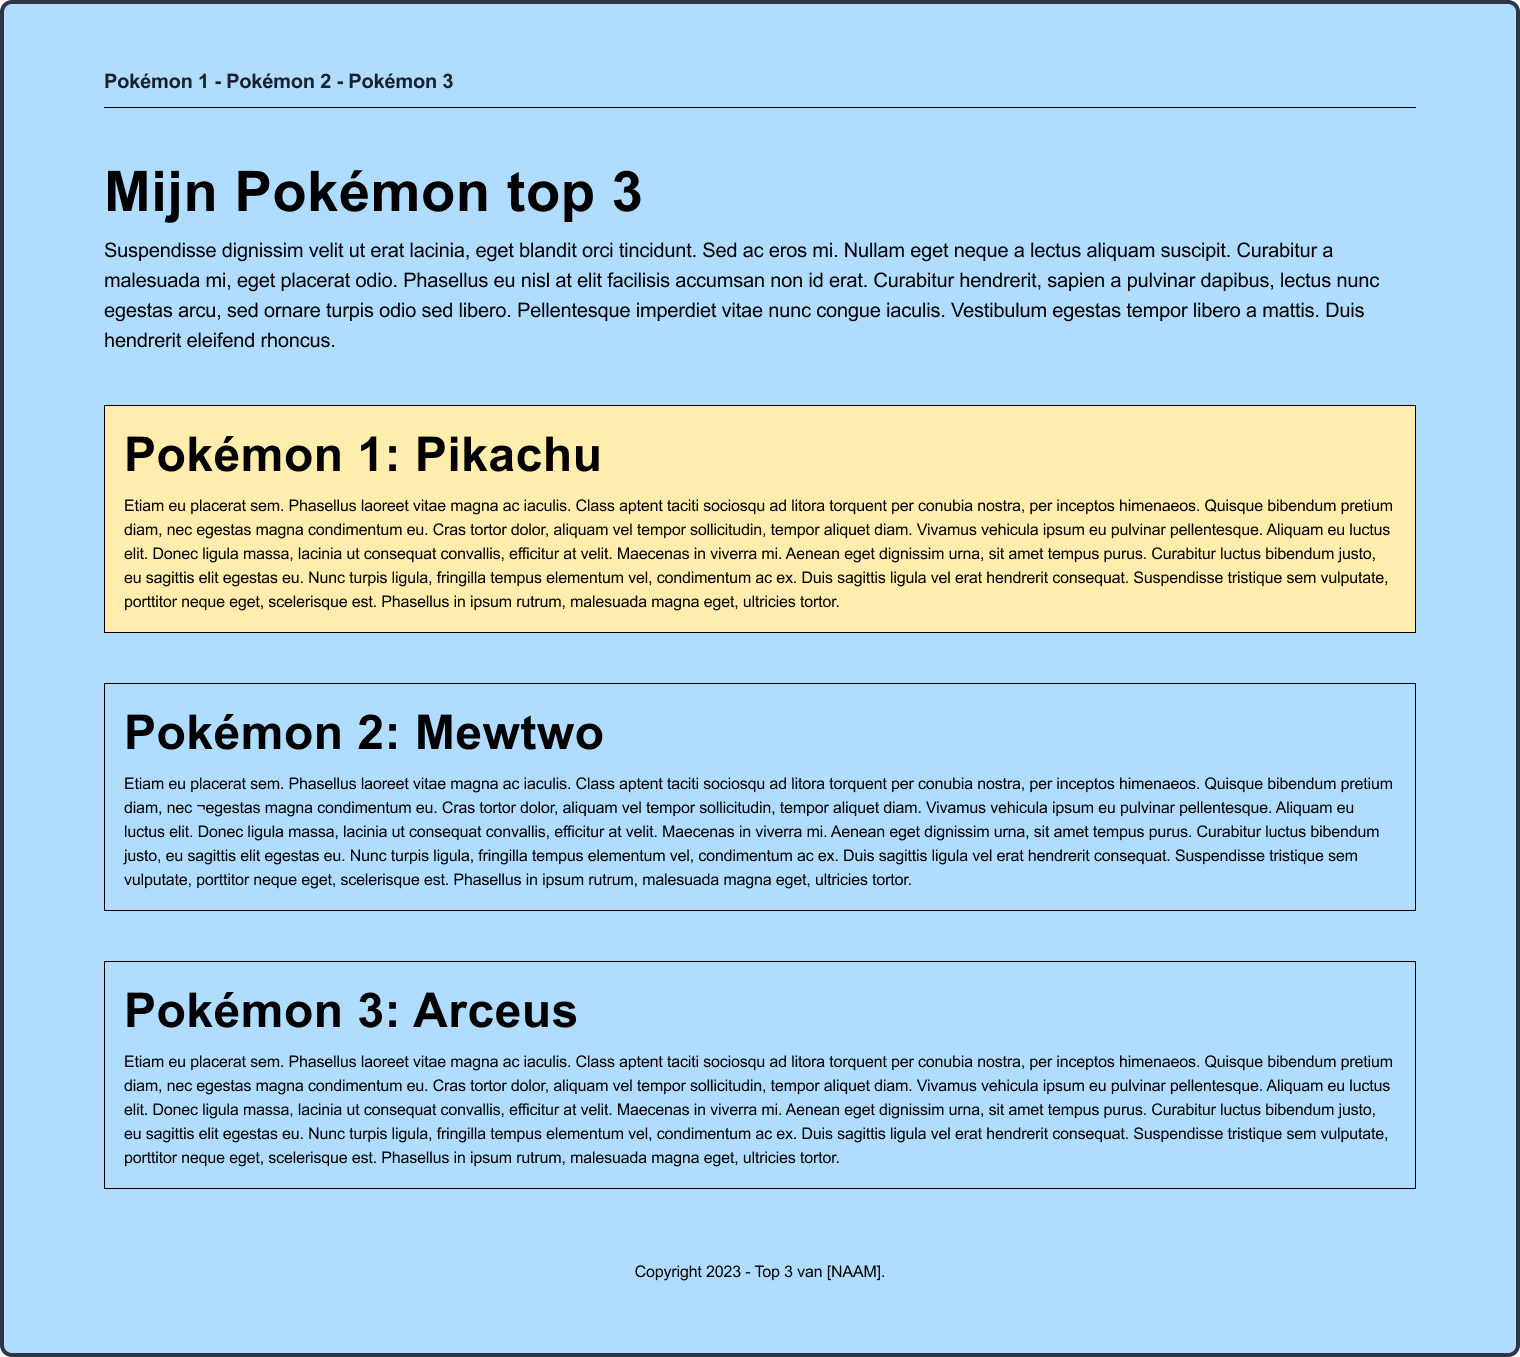 Pokémon 1 - Pokémon 2 - Pokémon 3
Mijn Pokémon top 3
Suspendisse dignissim velit ut erat lacinia, eget blandit orci tincidunt. Sed ac eros mi. Nullam eget neque a lectus aliquam suscipit. Curabitur a
malesuada mi, eget placerat odio. Phasellus eu nisl at elit facilisis accumsan non id erat. Curabitur hendrerit, sapien a pulvinar dapibus, lectus nunc
egestas arcu, sed ornare turpis odio sed libero. Pellentesque imperdiet vitae nunc congue iaculis. Vestibulum egestas tempor libero a mattis. Duis
hendrerit eleifend rhoncus.
Pokémon 1: Pikachu
Etiam eu placerat sem. Phasellus laoreet vitae magna ac iaculis. Class aptent taciti sociosqu ad litora torquent per conubia nostra, per inceptos himenaeos. Quisque bibendum pretium
diam, nec egestas magna condimentum eu. Cras tortor dolor, aliquam vel tempor sollicitudin, tempor aliquet diam. Vivamus vehicula ipsum eu pulvinar pellentesque. Aliquam eu luctus
elit. Donec ligula massa, lacinia ut consequat convallis, efficitur at velit. Maecenas in viverra mi. Aenean eget dignissim urna, sit amet tempus purus. Curabitur luctus bibendum justo,
eu sagittis elit egestas eu. Nunc turpis ligula, fringilla tempus elementum vel, condimentum ac ex. Duis sagittis ligula vel erat hendrerit consequat. Suspendisse tristique sem vulputate,
porttitor neque eget, scelerisque est. Phasellus in ipsum rutrum, malesuada magna eget, ultricies tortor.
Pokémon 2: Mewtwo
Etiam eu placerat sem. Phasellus laoreet vitae magna ac iaculis. Class aptent taciti sociosqu ad litora torquent per conubia nostra, per inceptos himenaeos. Quisque bibendum pretium
diam, nec ¬egestas magna condimentum eu. Cras tortor dolor, aliquam vel tempor sollicitudin, tempor aliquet diam. Vivamus vehicula ipsum eu pulvinar pellentesque. Aliquam eu
luctus elit. Donec ligula massa, lacinia ut consequat convallis, efficitur at velit. Maecenas in viverra mi. Aenean eget dignissim urna, sit amet tempus purus. Curabitur luctus bibendum
justo, eu sagittis elit egestas eu. Nunc turpis ligula, fringilla tempus elementum vel, condimentum ac ex. Duis sagittis ligula vel erat hendrerit consequat. Suspendisse tristique sem
vulputate, porttitor neque eget, scelerisque est. Phasellus in ipsum rutrum, malesuada magna eget, ultricies tortor.
Pokémon 3: Arceus
Etiam eu placerat sem. Phasellus laoreet vitae magna ac iaculis. Class aptent taciti sociosqu ad litora torquent per conubia nostra, per inceptos himenaeos. Quisque bibendum pretium
diam, nec egestas magna condimentum eu. Cras tortor dolor, aliquam vel tempor sollicitudin, tempor aliquet diam. Vivamus vehicula ipsum eu pulvinar pellentesque. Aliquam eu luctus
elit. Donec ligula massa, lacinia ut consequat convallis, efficitur at velit. Maecenas in viverra mi. Aenean eget dignissim urna, sit amet tempus purus. Curabitur luctus bibendum justo,
eu sagittis elit egestas eu. Nunc turpis ligula, fringilla tempus elementum vel, condimentum ac ex. Duis sagittis ligula vel erat hendrerit consequat. Suspendisse tristique sem vulputate,
porttitor neque eget, scelerisque est. Phasellus in ipsum rutrum, malesuada magna eget, ultricies tortor.
Copyright 2023 - Top 3 van [NAAM].